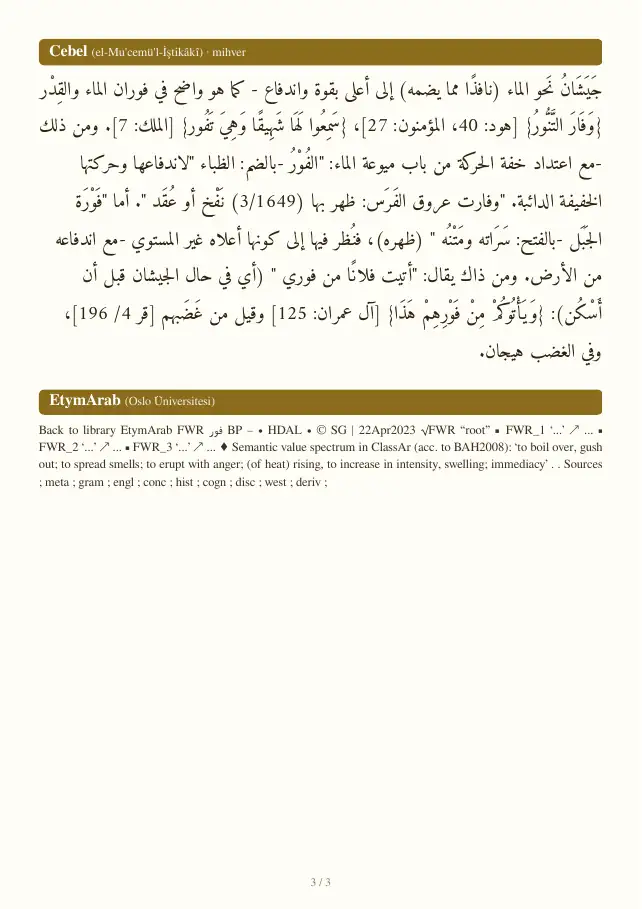 Cebel (el-Mu'cemü'l-İştikâkî) · mihver
جَيَشَانُ نَحو الماء (نافذًا مما يضمه) إلى أعلى بقوة واندفاع - كما هو واضح في فوران الماء والقِدْر
{وَفَارَ التَّنُّورُ} [هود: 40، المؤمنون: 27]، {سَمِعُوا لَهَا شَهِيقًا وَهِيَ تَفُور} [الملك: 7]. ومن ذلك
-مع اعتداد خفة الحركة من باب ميوعة الماء: "الفُوْرُ -بالضم: الظباء "لاندفاعها وحركتها
الخفيفة الدائبة. "وفارت عروق الفَرَس: ظهر بها (3/1649) نَفْخ أو عُقَد ". أما "فَوْرَة
الجَبَل -بالفتح: سَرَاته ومَتْنُه " (ظهره)، فنُظر فيها إلى كونها أعلاه غير المستوي -مع اندفاعه
من الأرض. ومن ذاك يقال: "أتيت فلانًا من فوري " (أي في حال الجيشان قبل أن
أَسْكُن): {وَيَأْتُوكُمْ مِنْ فَوْرِهِمْ هَذَا} [آل عمران: 125] وقيل من غَضَبهم [قر 4/ 196]،
وفي الغضب هيجان.
EtymArab (Oslo Üniversitesi)
Back to library EtymArab FWR فور BP – • HDAL • © SG | 22Apr2023 √FWR “root” ▪ FWR_1 ‘...’ ↗ ... ▪
FWR_2 ‘...’ ↗ ... ▪ FWR_3 ‘...’ ↗ ... ♦ Semantic value spectrum in ClassAr (acc. to BAH2008): ‘to boil over, gush
out; to spread smells; to erupt with anger; (of heat) rising, to increase in intensity, swelling; immediacy’ . . Sources
; meta ; gram ; engl ; conc ; hist ; cogn ; disc ; west ; deriv ;
3 / 3